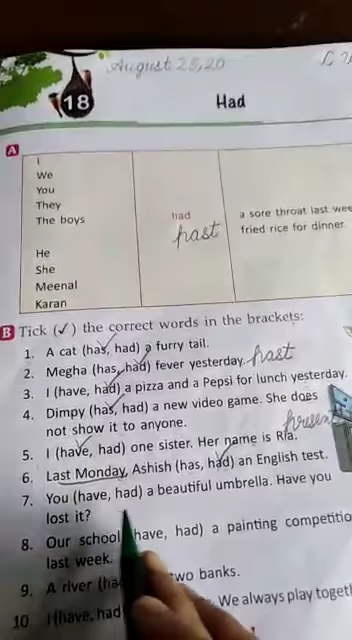 August 25, 20
18
Had
A
I
We
You
They
The boys
He
She
Meenal
Karan
had
past
a sore throat last wee
fried rice for dinner.
B Tick (✓) the correct words in the brackets:
1. A cat (has, had) a furry tail.
2. Megha (has, had) fever yesterday. past
3. I (have, had) a pizza and a Pepsi for lunch yesterday.
4. Dimpy (has, had) a new video game. She does
not show it to anyone. present
5. I (have, had) one sister. Her name is Ria.
6. Last Monday, Ashish (has, had) an English test.
7. You (have, had) a beautiful umbrella. Have you
lost it?
8. Our school have, had) a painting competitio
last week.
9. A river (ha two banks.
10 I (have, had We always play toget